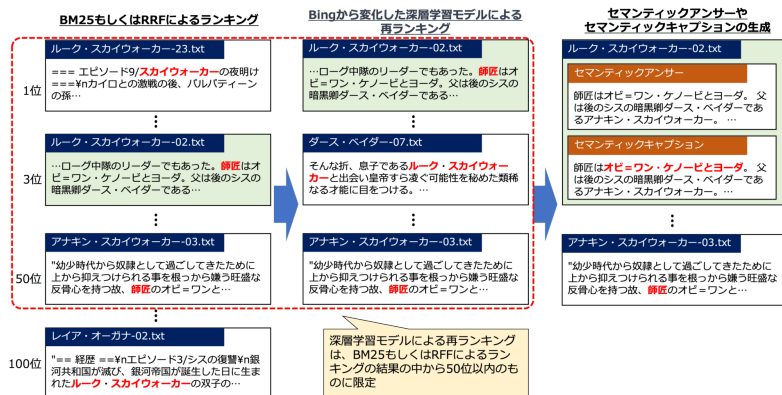 BM25もしくはRRFによるランキング
1位
ルーク・スカイウォーカー-23.txt
=== エピソード9/スカイウォーカーの夜明け
===¥nカイロとの激戦の後、パルパティーン
の孫…
3位
ルーク・スカイウォーカー-02.txt
…ローグ中隊のリーダーでもあった。師匠はオ
ビ＝ワン・ケノービとヨーダ。父は後のシスの
暗黒卿ダース・ベイダーである…
50位
アナキン・スカイウォーカー-03.txt
"幼少時代から奴隷として過ごしてきたために
上から抑えつけられる事を根っから嫌う旺盛な
反骨心を持つ故、師匠のオビ＝ワンと…
100位
レイア・オーガナ-02.txt
"== 経歴 ==¥nエピソード3/シスの復讐¥n銀
河共和国が滅び、銀河帝国が誕生した日に生ま
れたルーク・スカイウォーカーの双子の…
Bingから変化した深層学習モデルによる
再ランキング
ルーク・スカイウォーカー-02.txt
…ローグ中隊のリーダーでもあった。師匠はオ
ビ＝ワン・ケノービとヨーダ。父は後のシスの
暗黒卿ダース・ベイダーである…
ダース・ベイダー-07.txt
そんな折、息子であるルーク・スカイウォー
カーと出会い皇帝すら凌ぐ可能性を秘めた類稀
なる才能に目をつける。…
アナキン・スカイウォーカー-03.txt
"幼少時代から奴隷として過ごしてきたために
上から抑えつけられる事を根っから嫌う旺盛な
反骨心を持つ故、師匠のオビ＝ワンと…
深層学習モデルによる再ランキング
は、BM25もしくはRFFによるラン
キングの結果の中から50位以内のも
のに限定
セマンティックアンサーや
セマンティックキャプションの生成
ルーク・スカイウォーカー-02.txt
セマンティックアンサー
師匠はオビ＝ワン・ケノービとヨーダ。 父
は後のシスの暗黒卿ダース・ベイダーであ
るアナキン・スカイウォーカー。 …
セマンティックキャプション
師匠はオビ＝ワン・ケノービとヨーダ。 父
は後のシスの暗黒卿ダース・ベイダーであ
るアナキン・スカイウォーカー。 …
アナキン・スカイウォーカー-03.txt
"幼少時代から奴隷として過ごしてきたために
上から抑えつけられる事を根っから嫌う旺盛な
反骨心を持つ故、師匠のオビ＝ワンと…